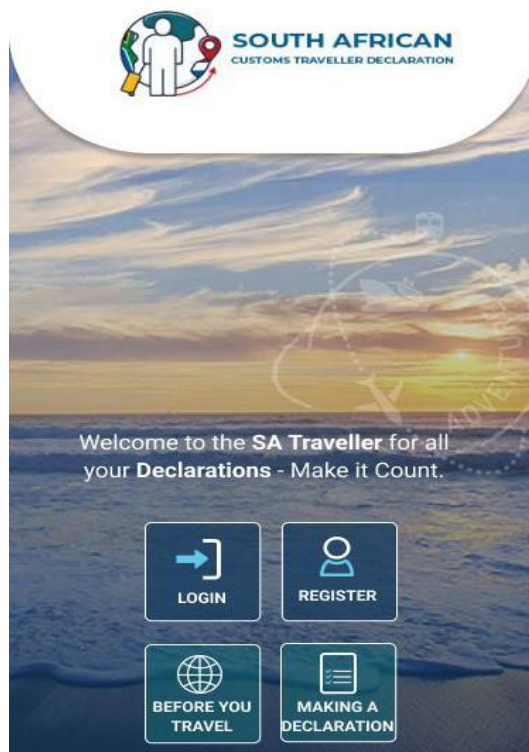 SOUTH AFRICAN
CUSTOMS TRAVELLER DECLARATION
ADVENTURE
Welcome to the SA Traveller for all
your Declarations - Make it Count.
LOGIN
REGISTER
BEFORE YOU
TRAVEL
MAKING A
DECLARATION